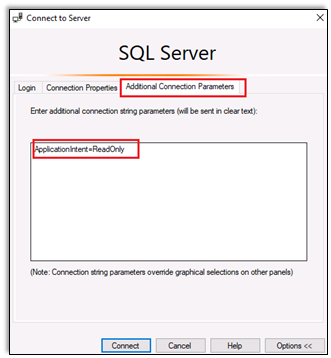 Connect to Server
SQL Server
Login Connection Properties Additional Connection Parameters
Enter additional connection string parameters (will be sent in clear text):
ApplicationIntent=ReadOnly
(Note: Connection string parameters override graphical selections on other panels)
Connect Cancel Help Options <<